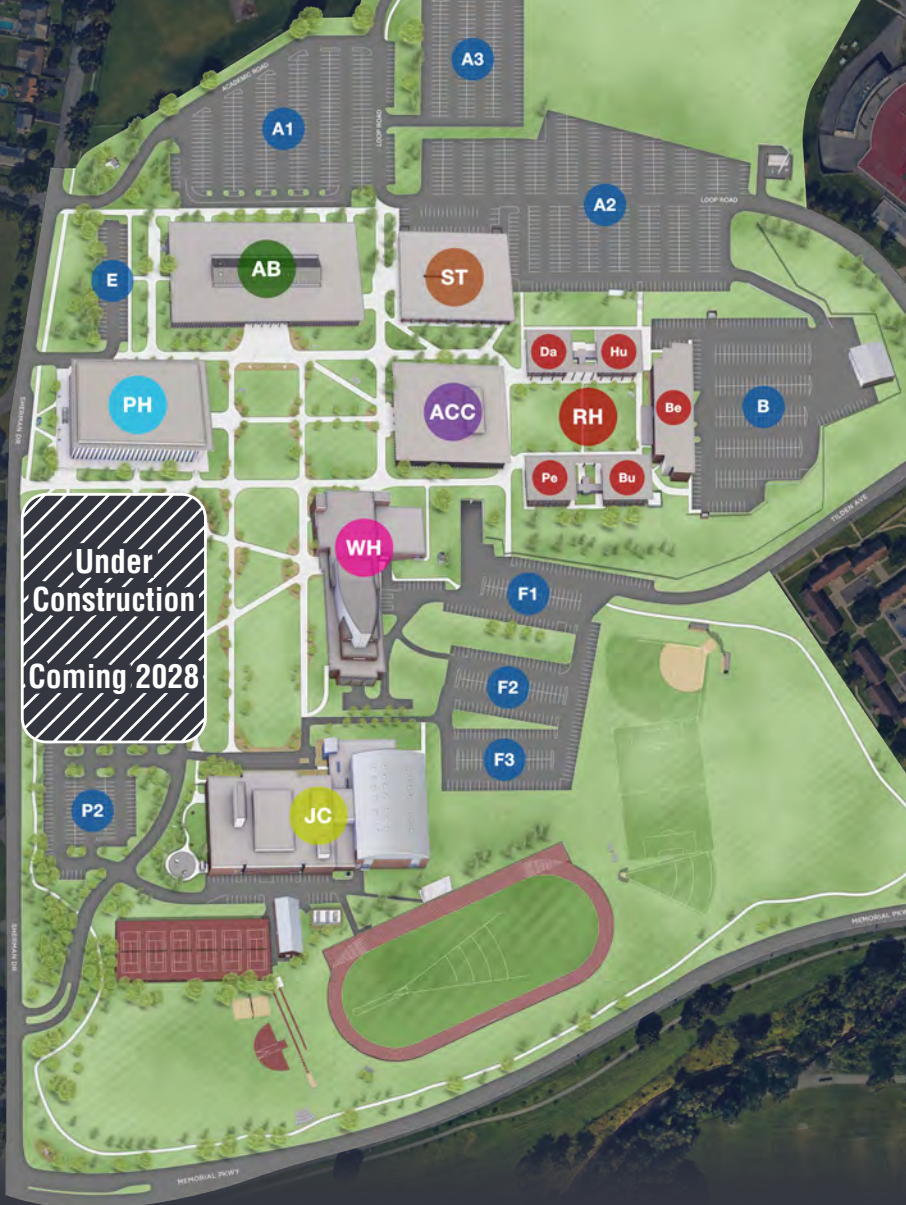 A3
ACADEMIC ROAD
A1
LOOP ROAD
A2
LOOP ROAD
AB
ST
E
Da
Hu
PH
ACC
RH
Be
B
SHERMAN DR
Pe
Bu
TILDEN AVE
Under
Construction
Coming 2028
WH
F1
F2
F3
P2
JC
SHERMAN DR
MEMORIAL PKWY
MEMORIAL PKWY